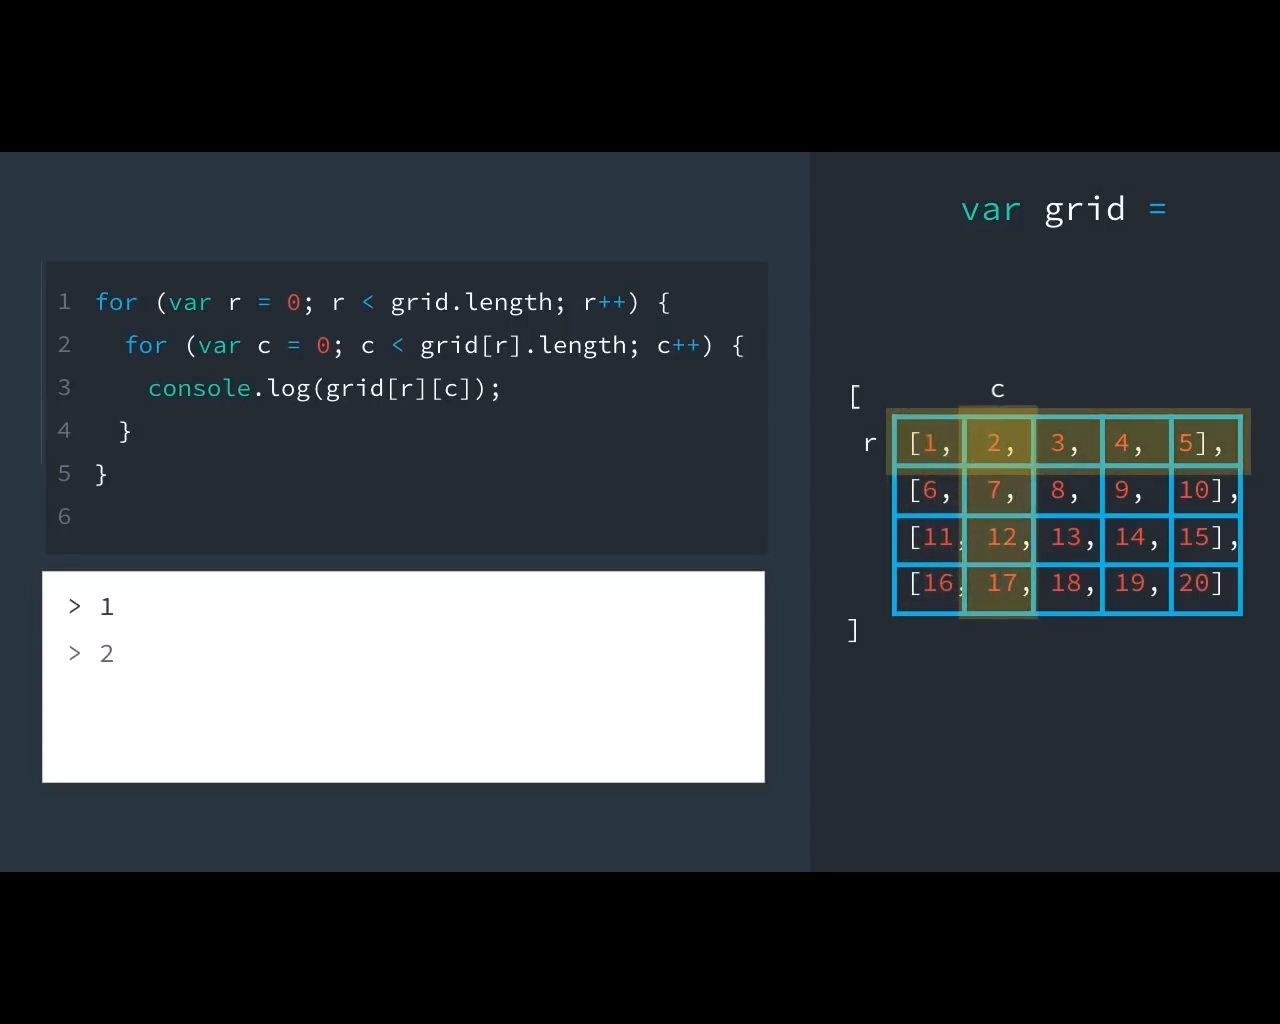 1 for (var r = 0; r < grid.length; r++) {
2 for (var c = 0; c < grid[r].length; c++) {
3 console.log(grid[r][c]);
4 }
5 }
6
> 1
> 2
var grid =
[ c
r [1, 2, 3, 4, 5],
[6, 7, 8, 9, 10],
[11, 12, 13, 14, 15],
[16, 17, 18, 19, 20]
]